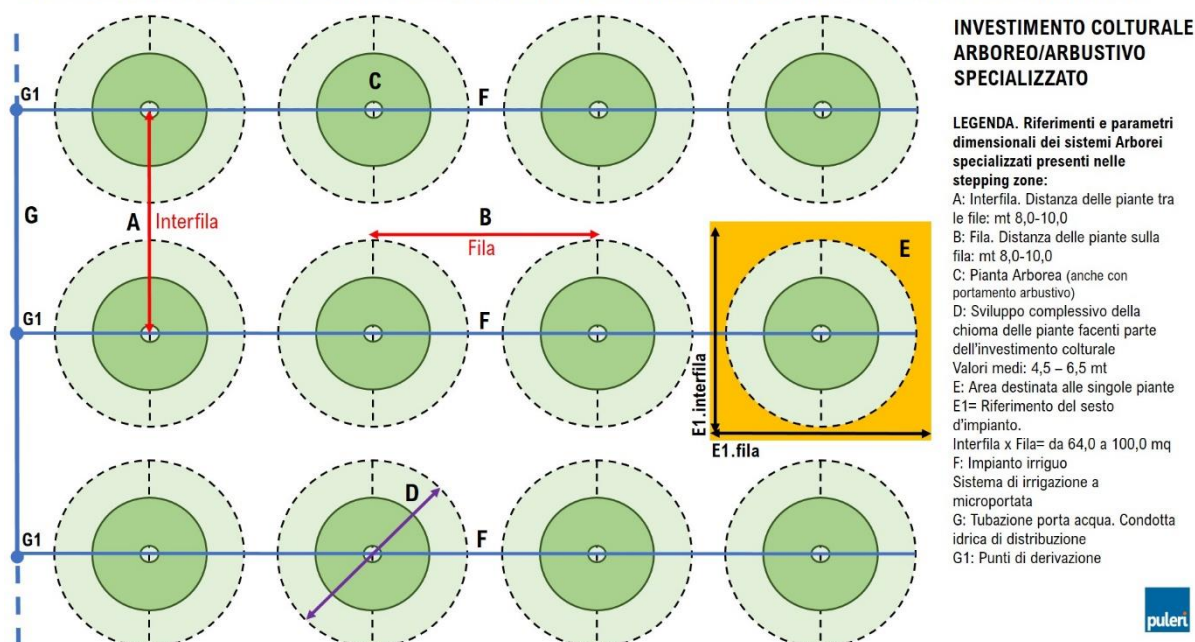 INVESTIMENTO COLTURALE
ARBOREO/ARBUSTIVO
SPECIALIZZATO
LEGENDA. Riferimenti e parametri
dimensionali dei sistemi Arborei
specializzati presenti nelle
stepping zone:
A: Interfila. Distanza delle piante tra
le file: mt 8,0-10,0
B: Fila. Distanza delle piante sulla
fila: mt 8,0-10,0
C: Pianta Arborea (anche con
portamento arbustivo)
D: Sviluppo complessivo della
chioma delle piante facenti parte
dell'investimento colturale
Valori medi: 4,5 – 6,5 mt
E: Area destinata alle singole piante
E1= Riferimento del sesto
d'impianto.
Interfila x Fila= da 64,0 a 100,0 mq
F: Impianto irriguo
Sistema di irrigazione a
microportata
G: Tubazione porta acqua. Condotta
idrica di distribuzione
G1: Punti di derivazione
puleri
G1
C
F
G
A Interfila
B
Fila
E
G1
F
E1.interfila
E1.fila
D
G1
F